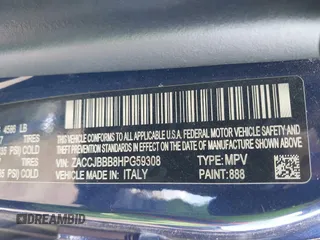 4586 LB
TIRES
PSI) COLD
TIRES
PSI) COLD
THIS VEHICLE CONFORMS TO ALL APPLICABLE U.S.A.
FEDERAL MOTOR VEHICLE SAFETY, BUMPER, AND
THEFT PREVENTION STANDARDS IN EFFECT ON THE
DATE OF MANUFACTURE SHOWN ABOVE.
VIN: ZACCJBBB8HPG59308 TYPE: MPV
MADE IN: ITALY PAINT: 888
DREAMBID